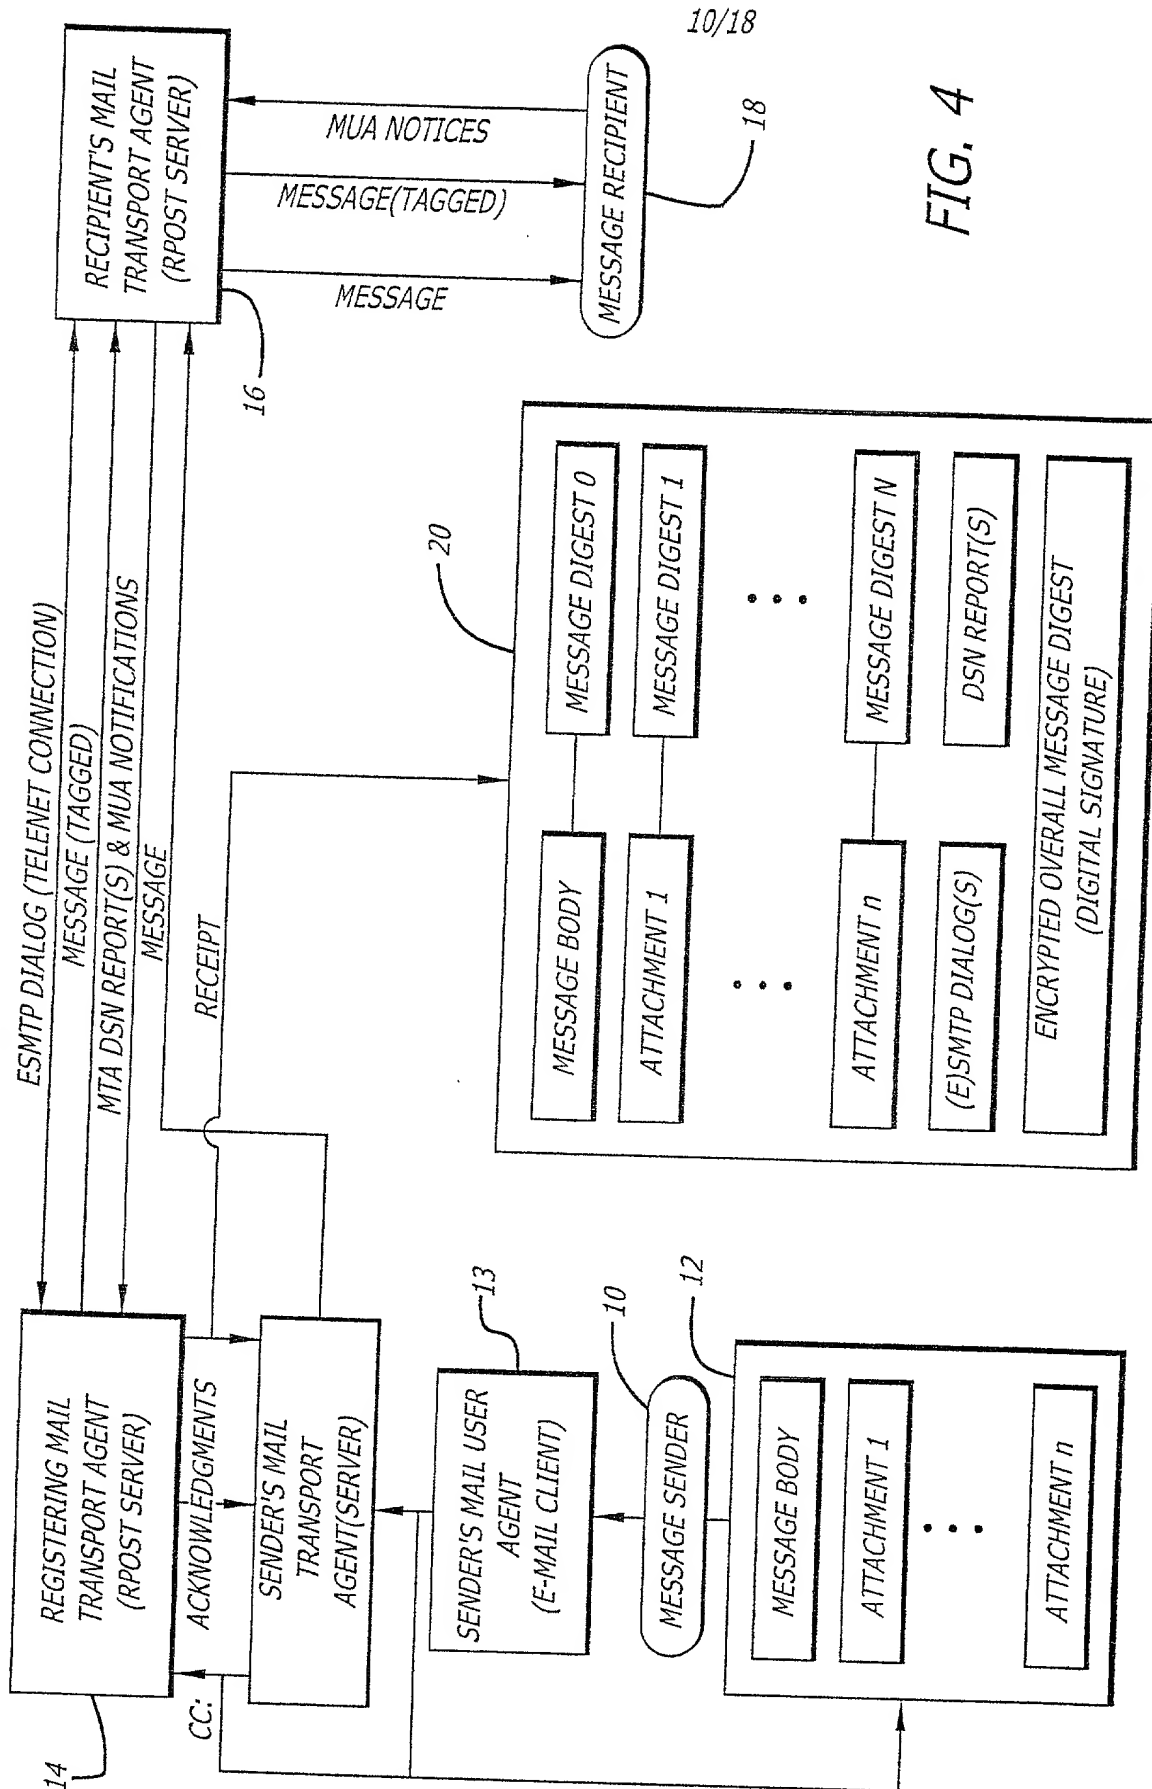 10/18
REGISTERING MAIL
TRANSPORT AGENT
(RPOST SERVER)
14
CC:
ACKNOWLEDGMENTS
SENDER'S MAIL
TRANSPORT
AGENT(SERVER)
SENDER'S MAIL USER
AGENT
(E-MAIL CLIENT)
13
MESSAGE SENDER
10
12
MESSAGE BODY
ATTACHMENT 1
ATTACHMENT n
ESMTP DIALOG (TELENET CONNECTION)
MESSAGE (TAGGED)
MTA DSN REPORT(S) & MUA NOTIFICATIONS
MESSAGE
RECEIPT
20
MESSAGE BODY
MESSAGE DIGEST 0
ATTACHMENT 1
MESSAGE DIGEST 1
ATTACHMENT n
MESSAGE DIGEST N
(E)SMTP DIALOG(S)
DSN REPORT(S)
ENCRYPTED OVERALL MESSAGE DIGEST
(DIGITAL SIGNATURE)
RECIPIENT'S MAIL
TRANSPORT AGENT
(RPOST SERVER)
16
MESSAGE
MESSAGE(TAGGED)
MUA NOTICES
MESSAGE RECIPIENT
18
FIG. 4